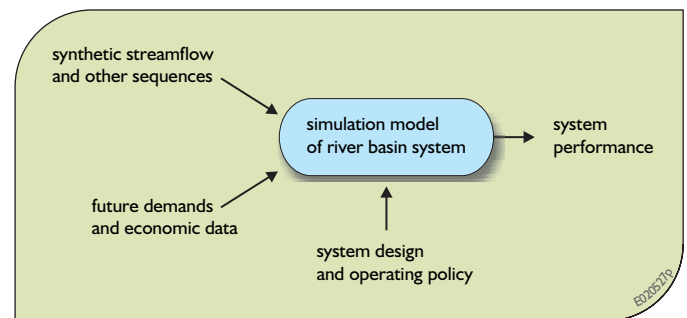 synthetic streamflow
and other sequences
simulation model
of river basin system
system
performance
future demands
and economic data
system design
and operating policy
E020527q